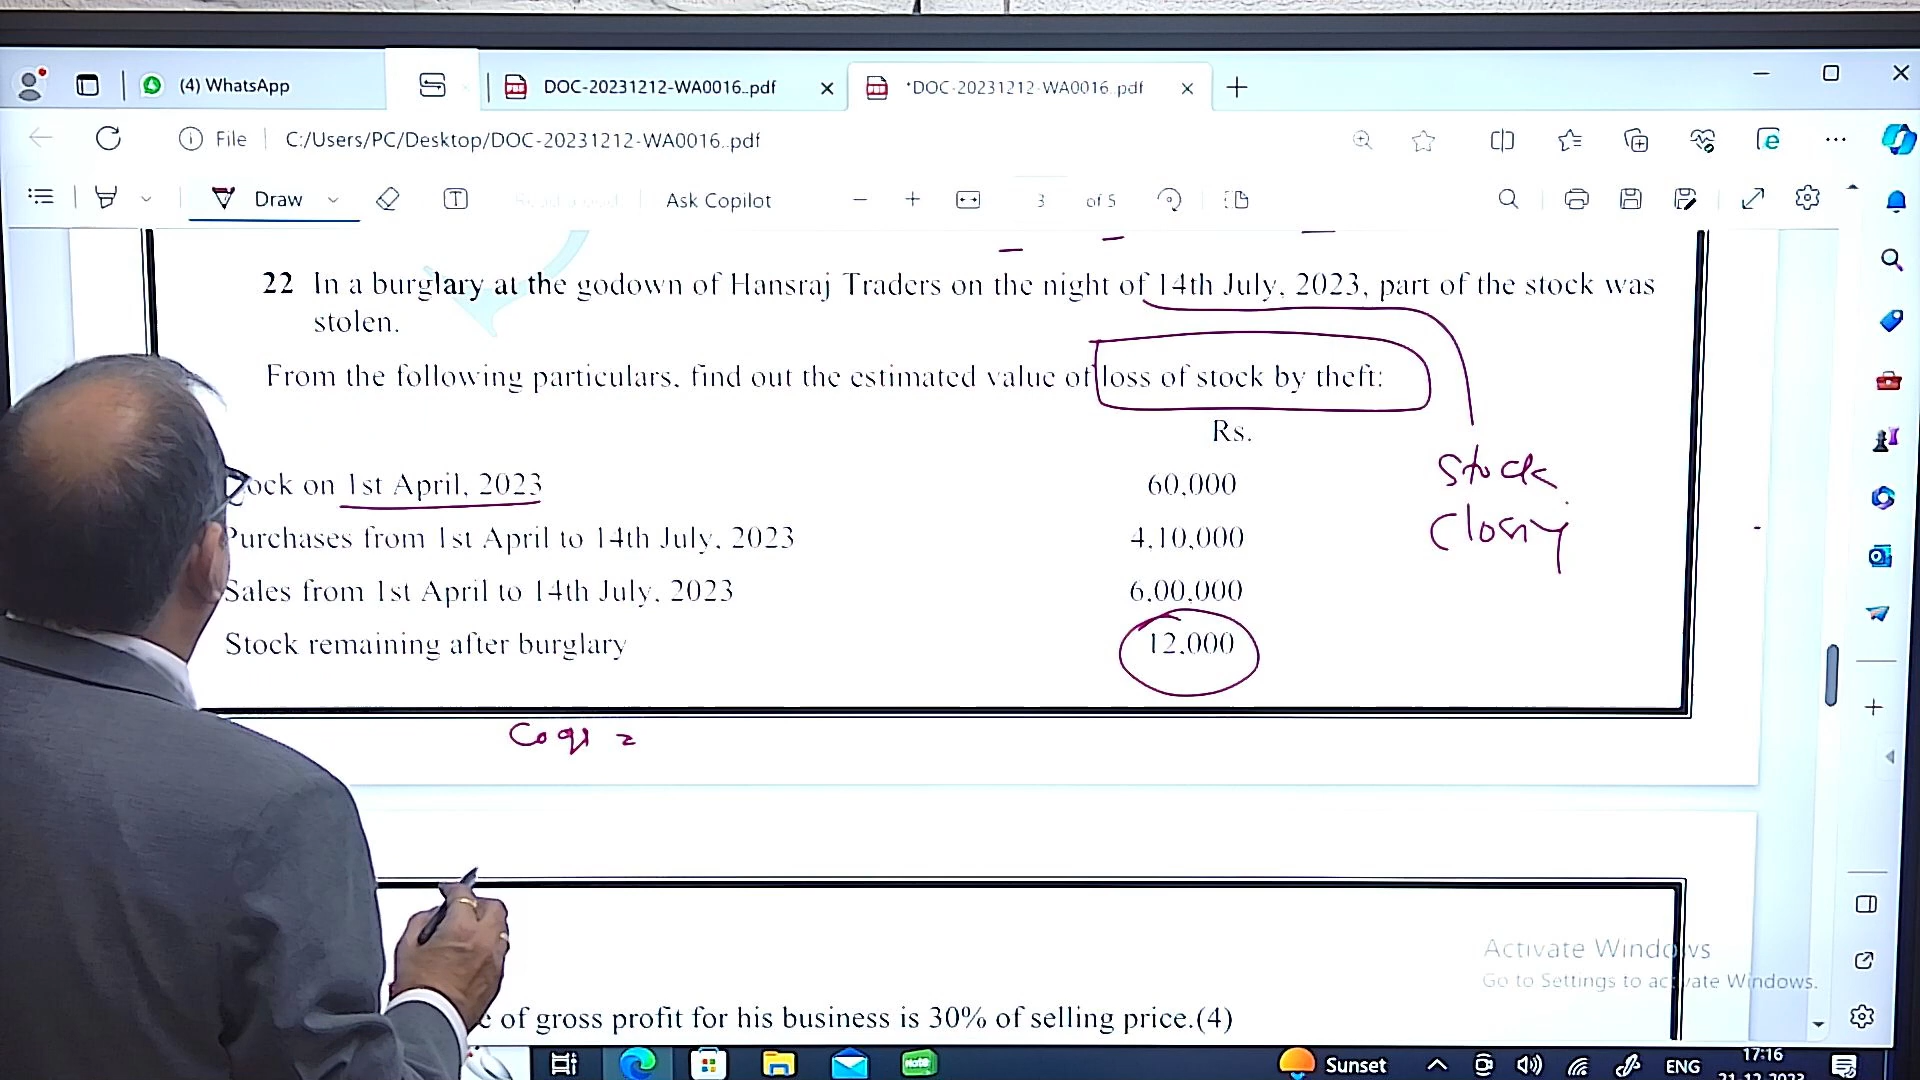 (4) WhatsApp
DOC-20231212-WA0016..pdf
*DOC-20231212-WA0016..pdf
File
C:/Users/PC/Desktop/DOC-20231212-WA0016..pdf
Draw
Ask Copilot
3 of 5
22 In a burglary at the godown of Hansraj Traders on the night of 14th July, 2023, part of the stock was
stolen.
From the following particulars, find out the estimated value of loss of stock by theft:
Rs.
ock on 1st April, 2023 60,000
Purchases from 1st April to 14th July, 2023 4,10,000
Sales from 1st April to 14th July, 2023 6,00,000
Stock remaining after burglary 12,000
Stock
Cogs =
Activate Windows
Go to Settings to activate Windows.
e of gross profit for his business is 30% of selling price.(4)
Sunset
ENG
17:16
21-12-2023